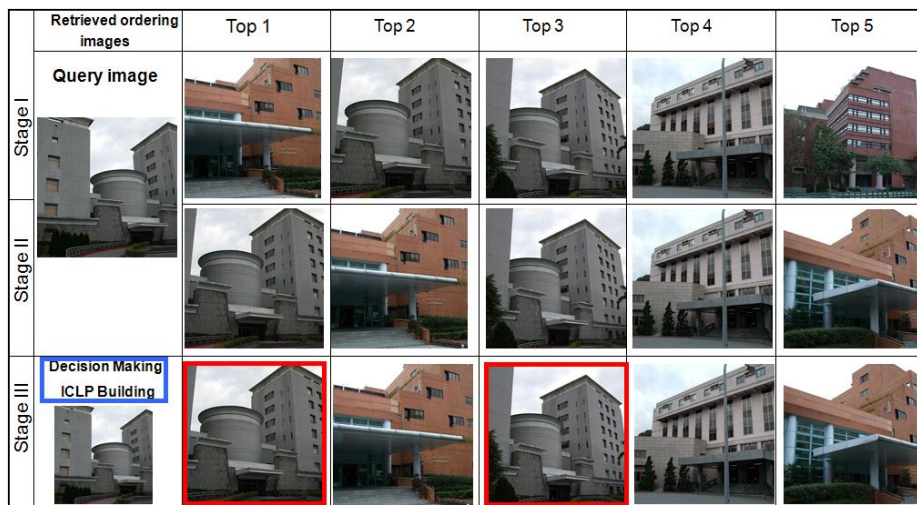 Retrieved ordering
images
Top 1
Top 2
Top 3
Top 4
Top 5
Stage I
Query image
Stage II
Stage III
Decision Making
ICLP Building